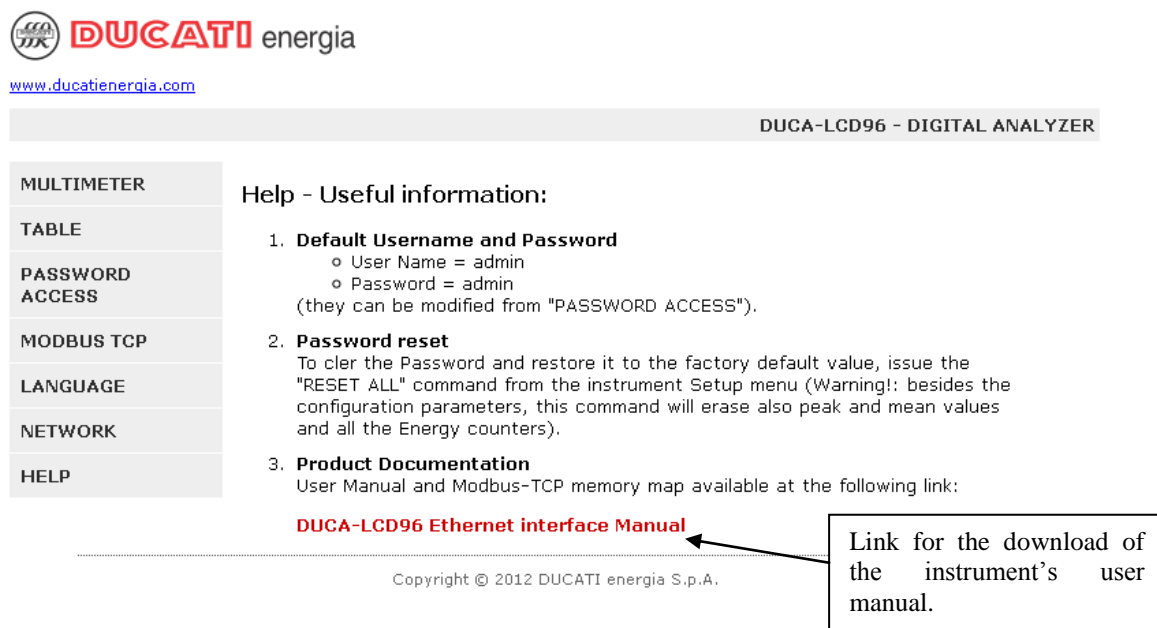 DUCATI energia
www.ducatienergia.com
DUCA-LCD96 - DIGITAL ANALYZER
MULTIMETER
TABLE
PASSWORD
ACCESS
MODBUS TCP
LANGUAGE
NETWORK
HELP
Help - Useful information:
1. Default Username and Password
User Name = admin
Password = admin
(they can be modified from "PASSWORD ACCESS").
2. Password reset
To cler the Password and restore it to the factory default value, issue the
"RESET ALL" command from the instrument Setup menu (Warning!: besides the
configuration parameters, this command will erase also peak and mean values
and all the Energy counters).
3. Product Documentation
User Manual and Modbus-TCP memory map available at the following link:
DUCA-LCD96 Ethernet interface Manual
Link for the download of
the instrument's user
manual.
Copyright © 2012 DUCATI energia S.p.A.